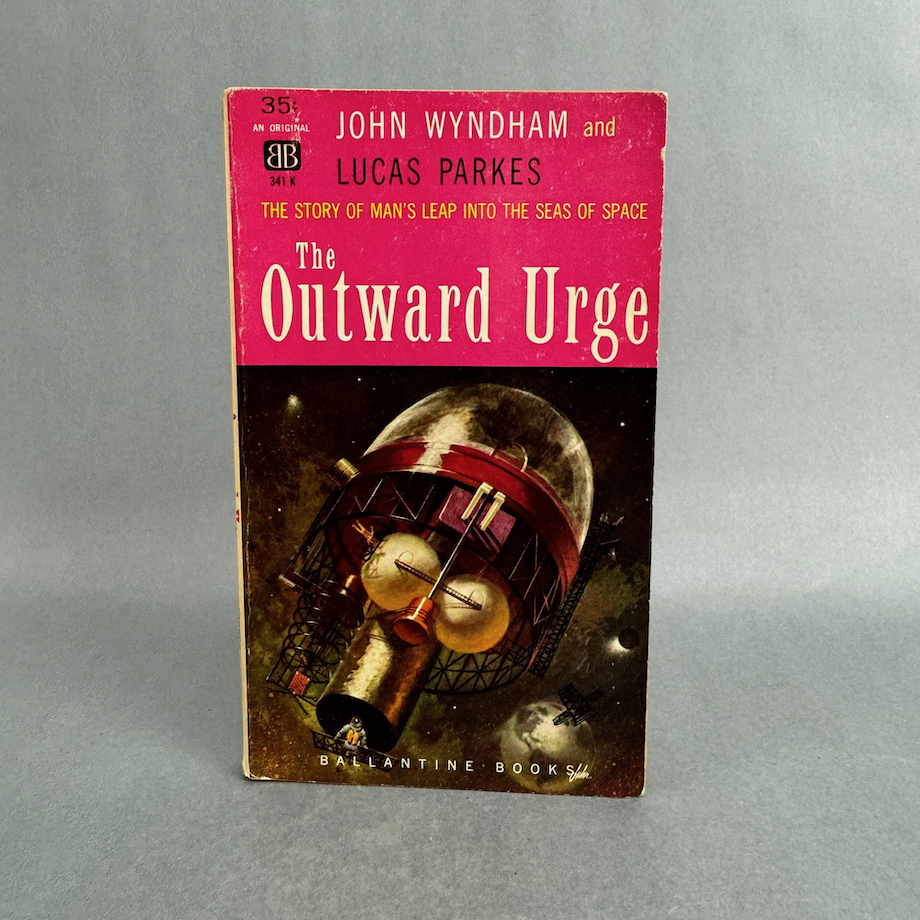 35¢
AN ORIGINAL
BB
341 K
JOHN WYNDHAM and
LUCAS PARKES
THE STORY OF MAN'S LEAP INTO THE SEAS OF SPACE
The
Outward Urge
BALLANTINE BOOKS